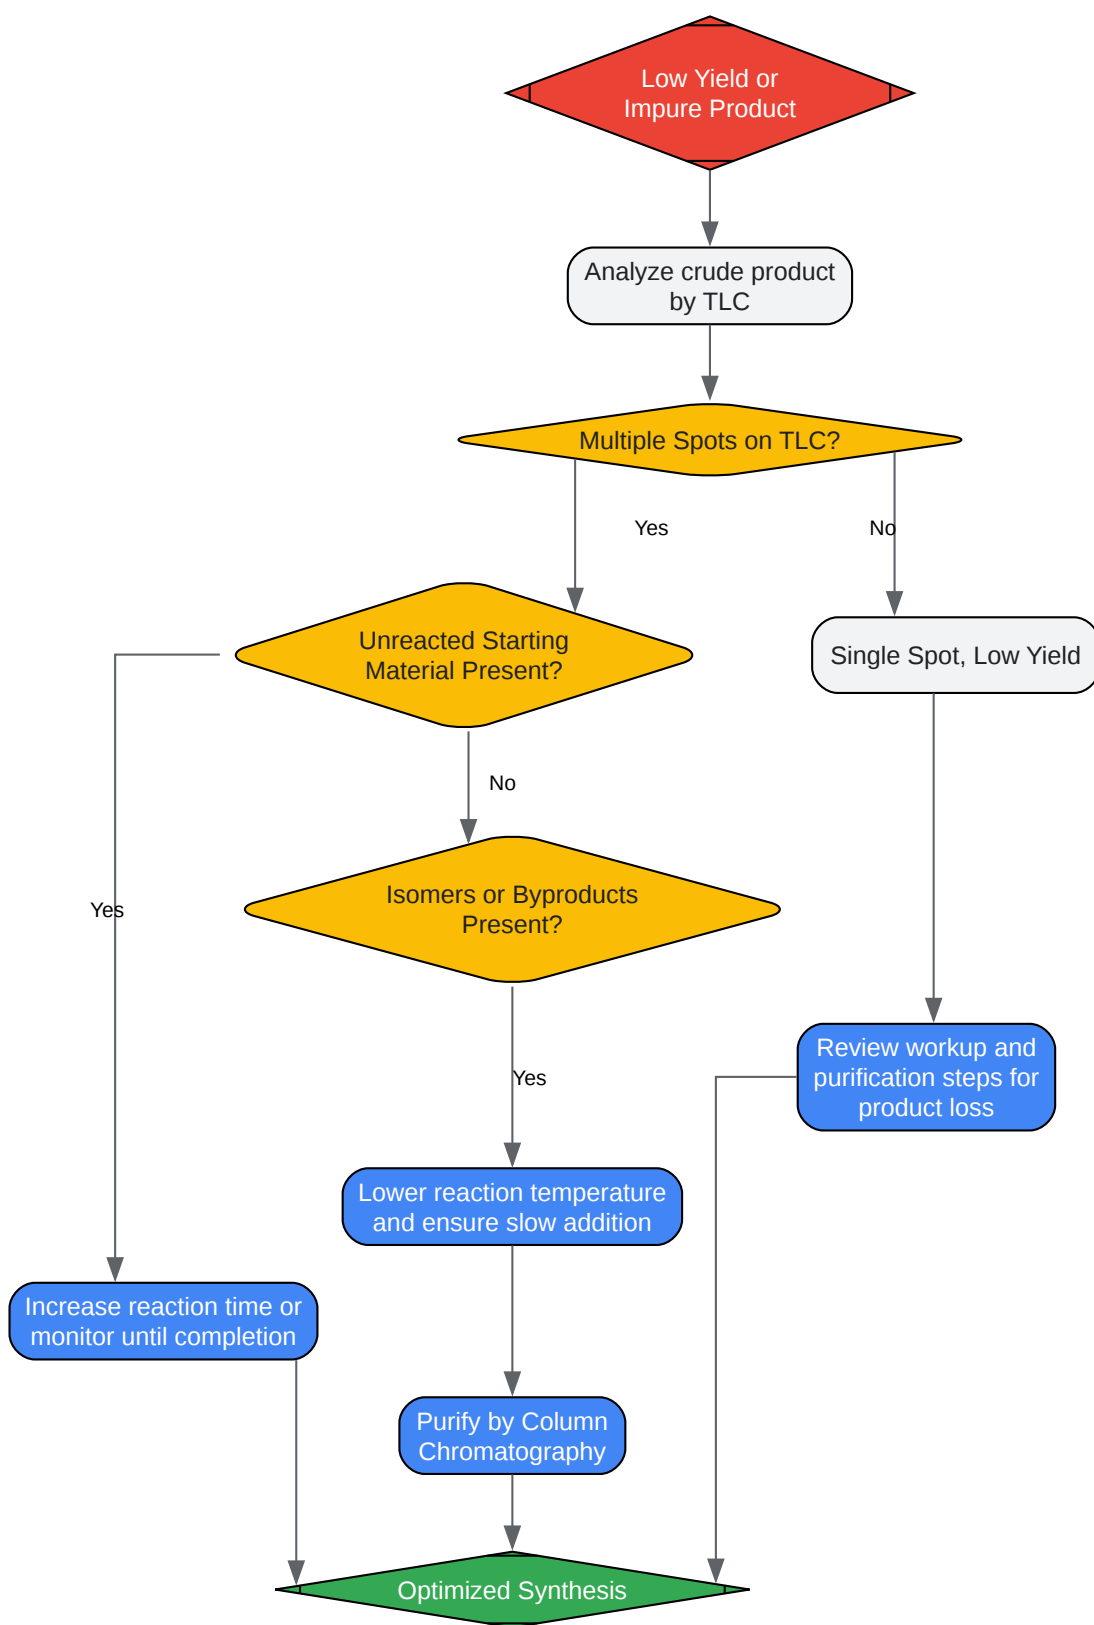 Low Yield or
Impure Product
Analyze crude product
by TLC
Multiple Spots on TLC?
Yes
No
Unreacted Starting
Material Present?
Single Spot, Low Yield
No
Yes
Isomers or Byproducts
Present?
Yes
Review workup and
purification steps for
product loss
Lower reaction temperature
and ensure slow addition
Increase reaction time or
monitor until completion
Purify by Column
Chromatography
Optimized Synthesis